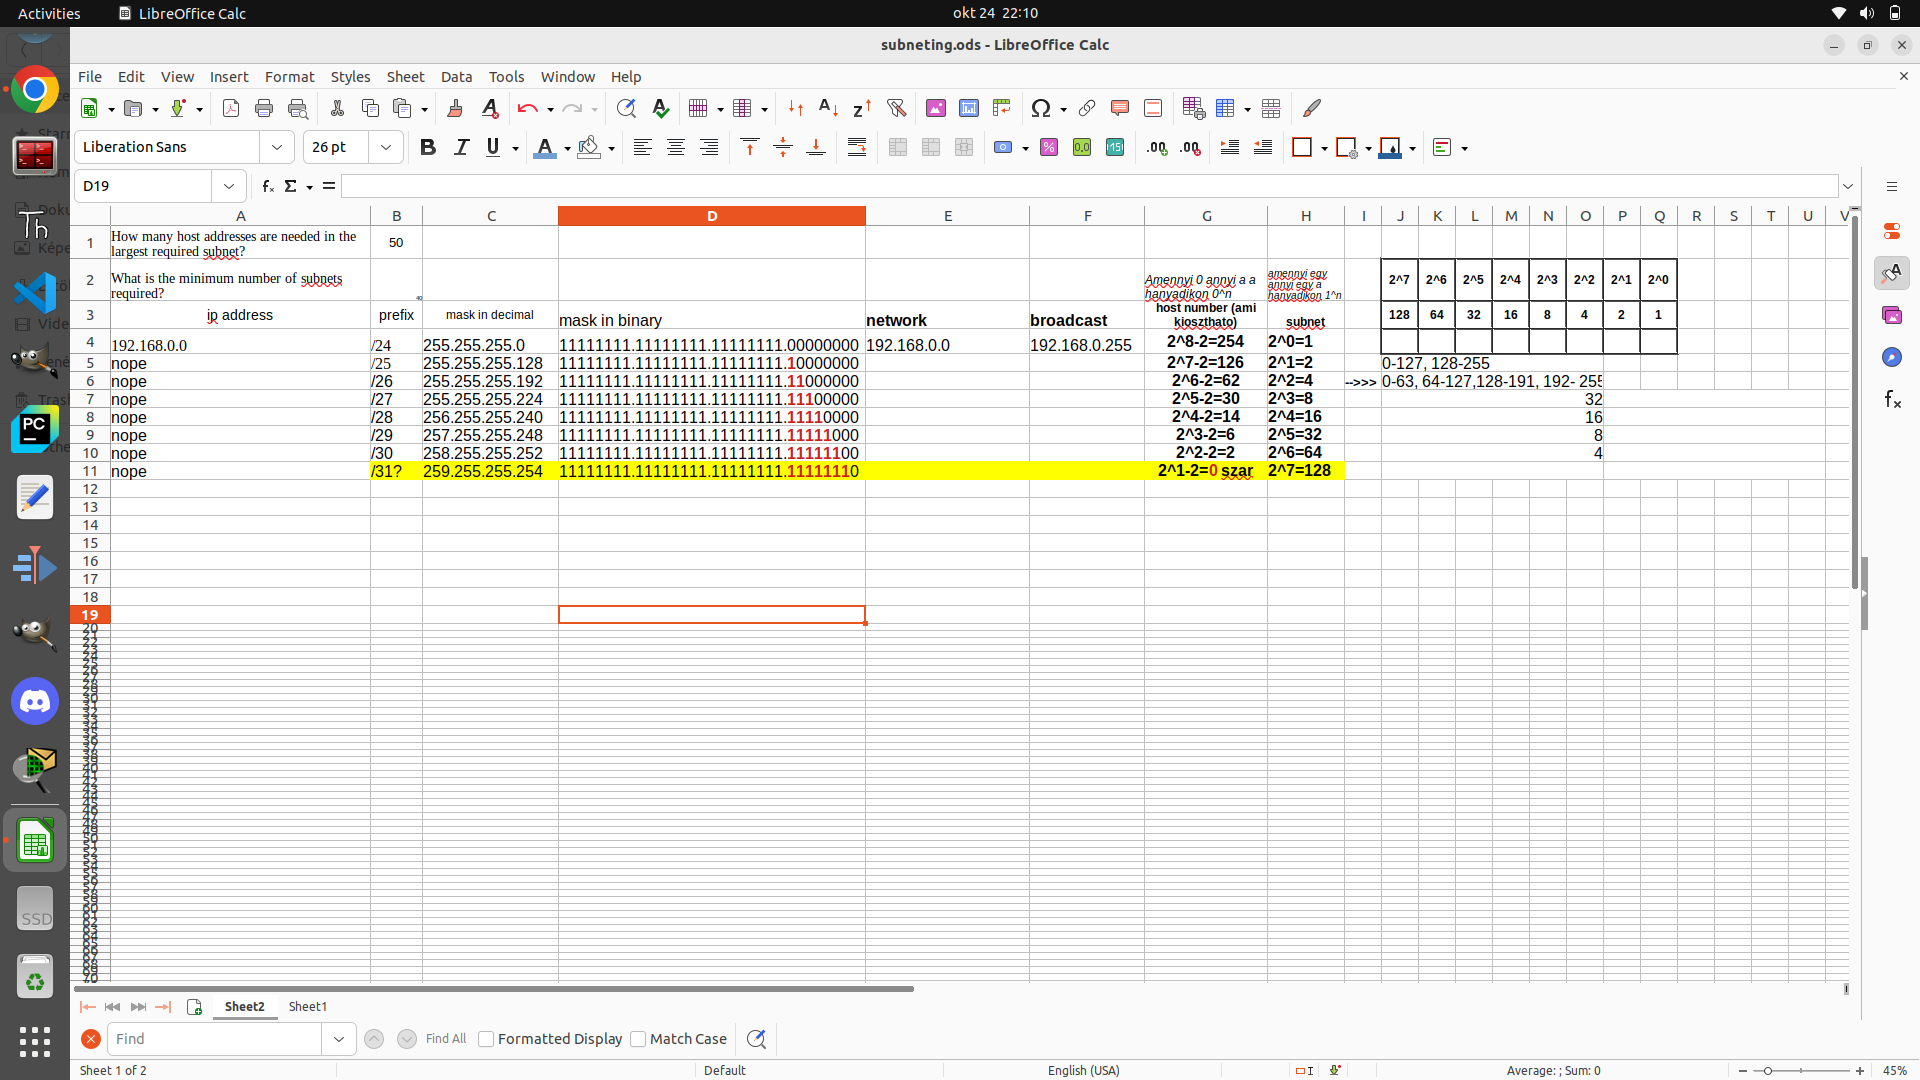 Activities LibreOffice Calc okt 24 22:10
subneting.ods - LibreOffice Calc
File Edit View Insert Format Styles Sheet Data Tools Window Help
Liberation Sans 26 pt
D19
A B C D E F G H I J K L M N O P Q R S T U V
1 How many host addresses are needed in the 50
largest required subnet?
2 What is the minimum number of subnets Amennyi 0 annyi a a amennyi egy 2^7 2^6 2^5 2^4 2^3 2^2 2^1 2^0
required? hanyadikon 0^n annyi egy a
hanyadikon 1^n
3 ip address prefix mask in decimal mask in binary network broadcast host number (ami subnet 128 64 32 16 8 4 2 1
kioszthato)
4 192.168.0.0 /24 255.255.255.0 11111111.11111111.11111111.00000000 192.168.0.0 192.168.0.255 2^8-2=254 2^0=1
5 nope /25 255.255.255.128 11111111.11111111.11111111.10000000 2^7-2=126 2^1=2 0-127, 128-255
6 nope /26 255.255.255.192 11111111.11111111.11111111.11000000 2^6-2=62 2^2=4 -->>> 0-63, 64-127,128-191, 192- 255
7 nope /27 255.255.255.224 11111111.11111111.11111111.11100000 2^5-2=30 2^3=8 32
8 nope /28 256.255.255.240 11111111.11111111.11111111.11110000 2^4-2=14 2^4=16 16
9 nope /29 257.255.255.248 11111111.11111111.11111111.11111000 2^3-2=6 2^5=32 8
10 nope /30 258.255.255.252 11111111.11111111.11111111.11111100 2^2-2=2 2^6=64 4
11 nope /31? 259.255.255.254 11111111.11111111.11111111.11111110 2^1-2=0 szar 2^7=128
12
13
14
15
16
17
18
19
Sheet2 Sheet1
Find Find All Formatted Display Match Case
Sheet 1 of 2 Default English (USA) Average: ; Sum: 0 45%